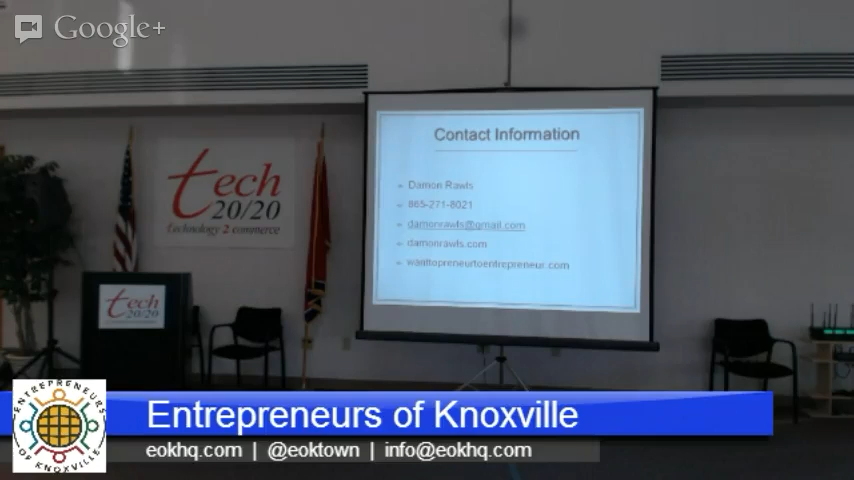 Google+
Contact Information
Damon Rawls
865-271-8021
damonrawls@gmail.com
damonrawls.com
wanttopreneurtoentrepreneur.com
tech
20/20
technology 2 commerce
tech
20/20
ENTREPRENEURS
OF KNOXVILLE
Entrepreneurs of Knoxville
eokhq.com | @eoktown | info@eokhq.com